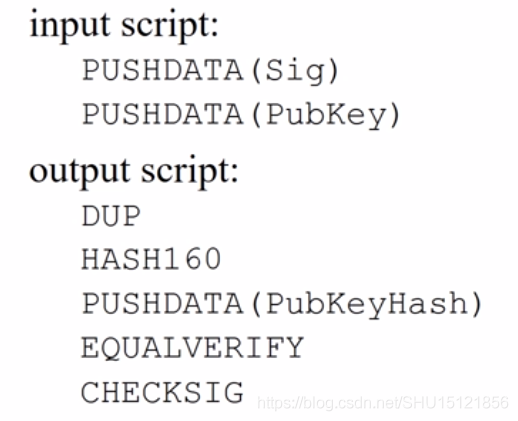 input script:
PUSHDATA(Sig)
PUSHDATA(PubKey)
output script:
DUP
HASH160
PUSHDATA(PubKeyHash)
EQUALVERIFY
CHECKSIG
https://blog.csdn.net/SHU15121856